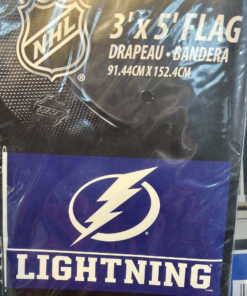 NHL
3' x 5' FLAG
DRAPEAU • BANDERA
91.44CM X 152.4CM
LIGHTNING